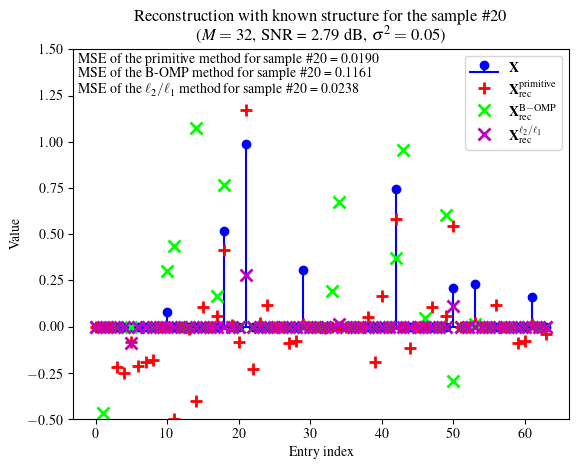 Reconstruction with known structure for the sample #20
(M = 32, SNR = 2.79 dB, σ² = 0.05)
MSE of the primitive method for sample #20 = 0.0190
MSE of the B-OMP method for sample #20 = 0.1161
MSE of the ℓ₂/ℓ₁ method for sample #20 = 0.0238
X
X_rec^primitive
X_rec^B−OMP
X_rec^ℓ₂/ℓ₁
1.50
1.25
1.00
0.75
0.50
0.25
0.00
−0.25
−0.50
Value
0 10 20 30 40 50 60
Entry index